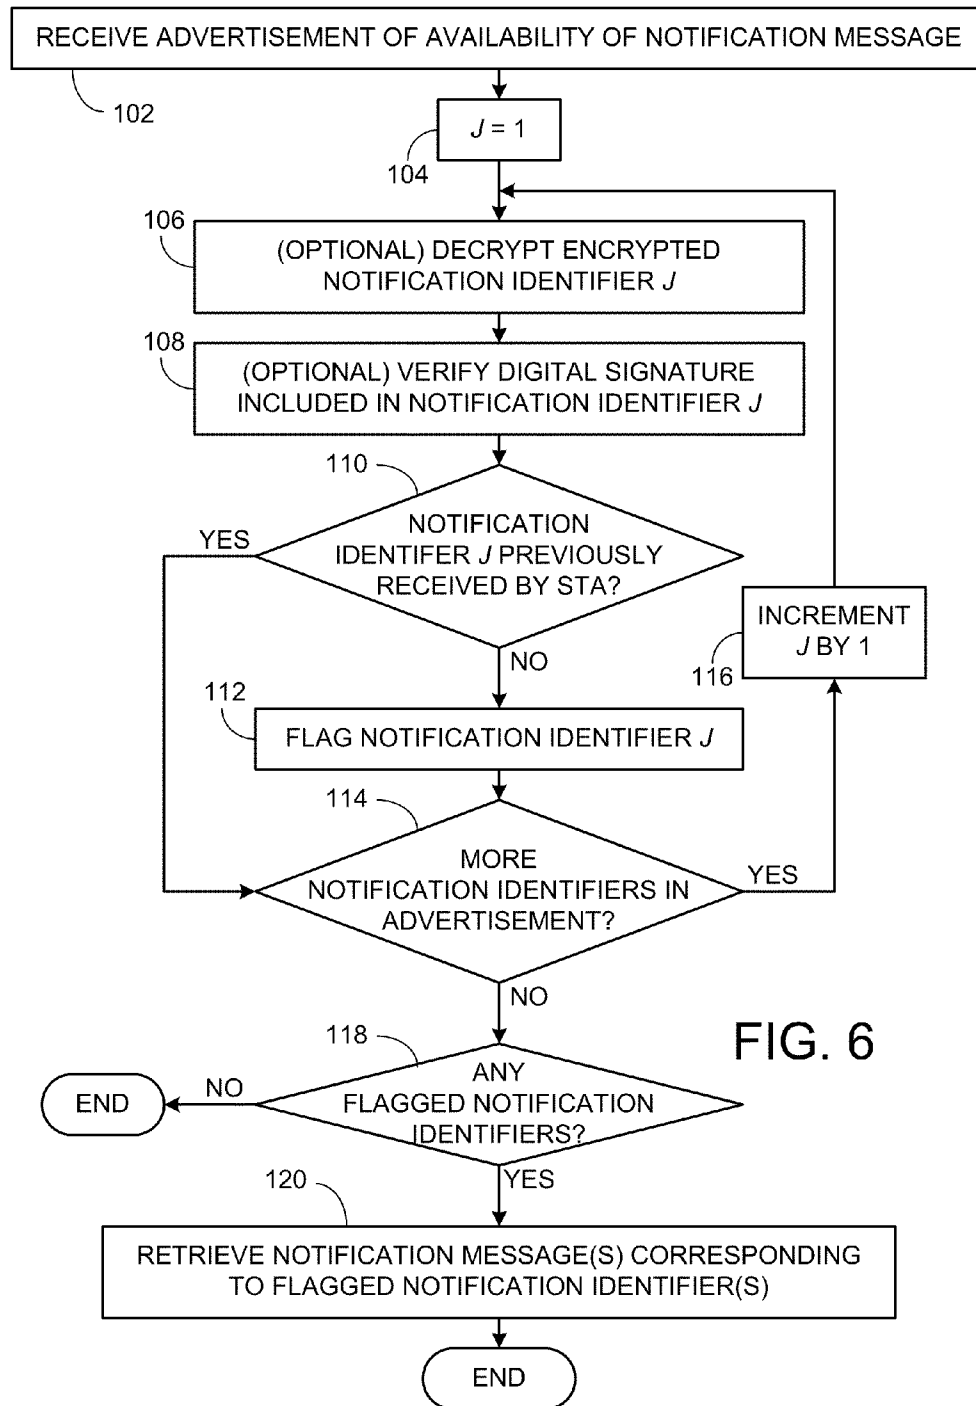 RECEIVE ADVERTISEMENT OF AVAILABILITY OF NOTIFICATION MESSAGE
102
J = 1
104
106
(OPTIONAL) DECRYPT ENCRYPTED
NOTIFICATION IDENTIFIER J
108
(OPTIONAL) VERIFY DIGITAL SIGNATURE
INCLUDED IN NOTIFICATION IDENTIFIER J
110
YES
NOTIFICATION
IDENTIFER J PREVIOUSLY
RECEIVED BY STA?
INCREMENT
J BY 1
116
NO
112
FLAG NOTIFICATION IDENTIFIER J
114
MORE
NOTIFICATION IDENTIFIERS IN
ADVERTISEMENT?
YES
NO
FIG. 6
118
ANY
FLAGGED NOTIFICATION
IDENTIFIERS?
NO
END
YES
120
RETRIEVE NOTIFICATION MESSAGE(S) CORRESPONDING
TO FLAGGED NOTIFICATION IDENTIFIER(S)
END